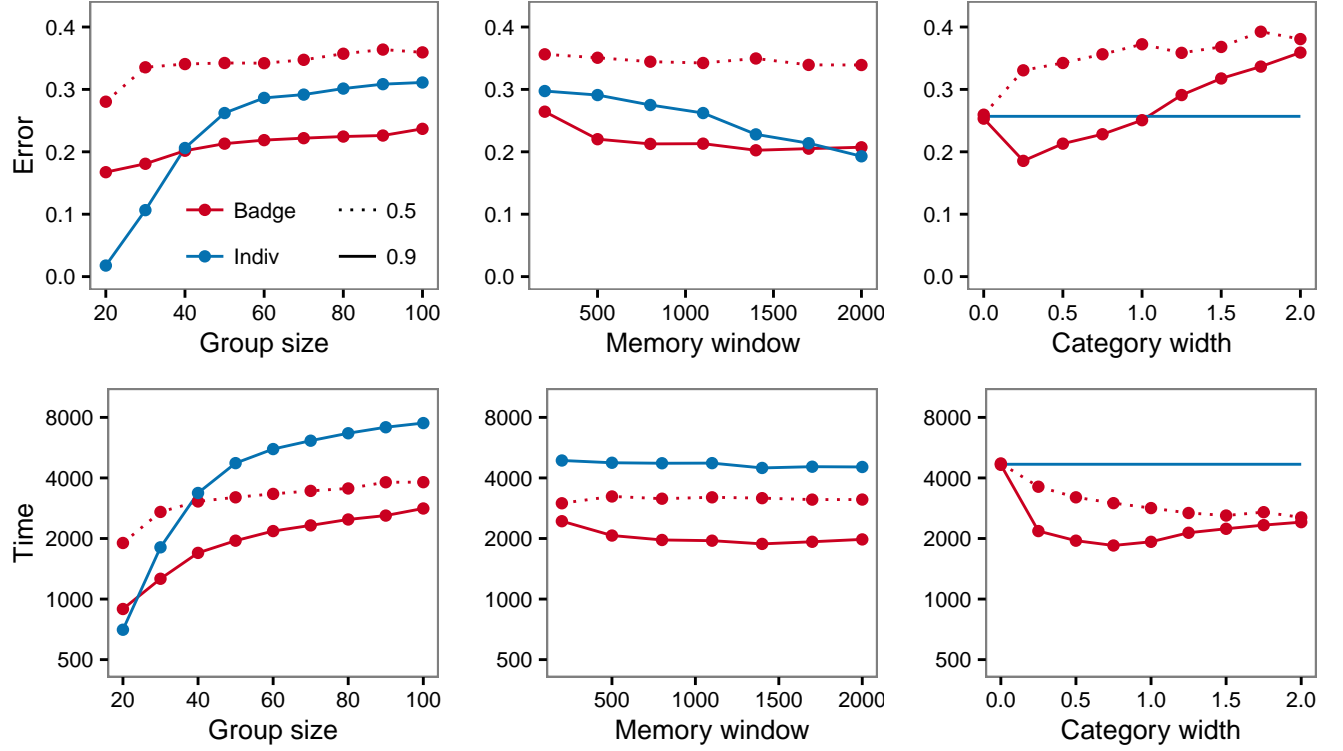 Error
0.4
0.3
0.2
0.1
0.0
Badge 0.5
Indiv 0.9
20 40 60 80 100
Group size
0.4
0.3
0.2
0.1
0.0
500 1000 1500 2000
Memory window
0.4
0.3
0.2
0.1
0.0
0.0 0.5 1.0 1.5 2.0
Category width
Time
8000
4000
2000
1000
500
20 40 60 80 100
Group size
8000
4000
2000
1000
500
500 1000 1500 2000
Memory window
8000
4000
2000
1000
500
0.0 0.5 1.0 1.5 2.0
Category width